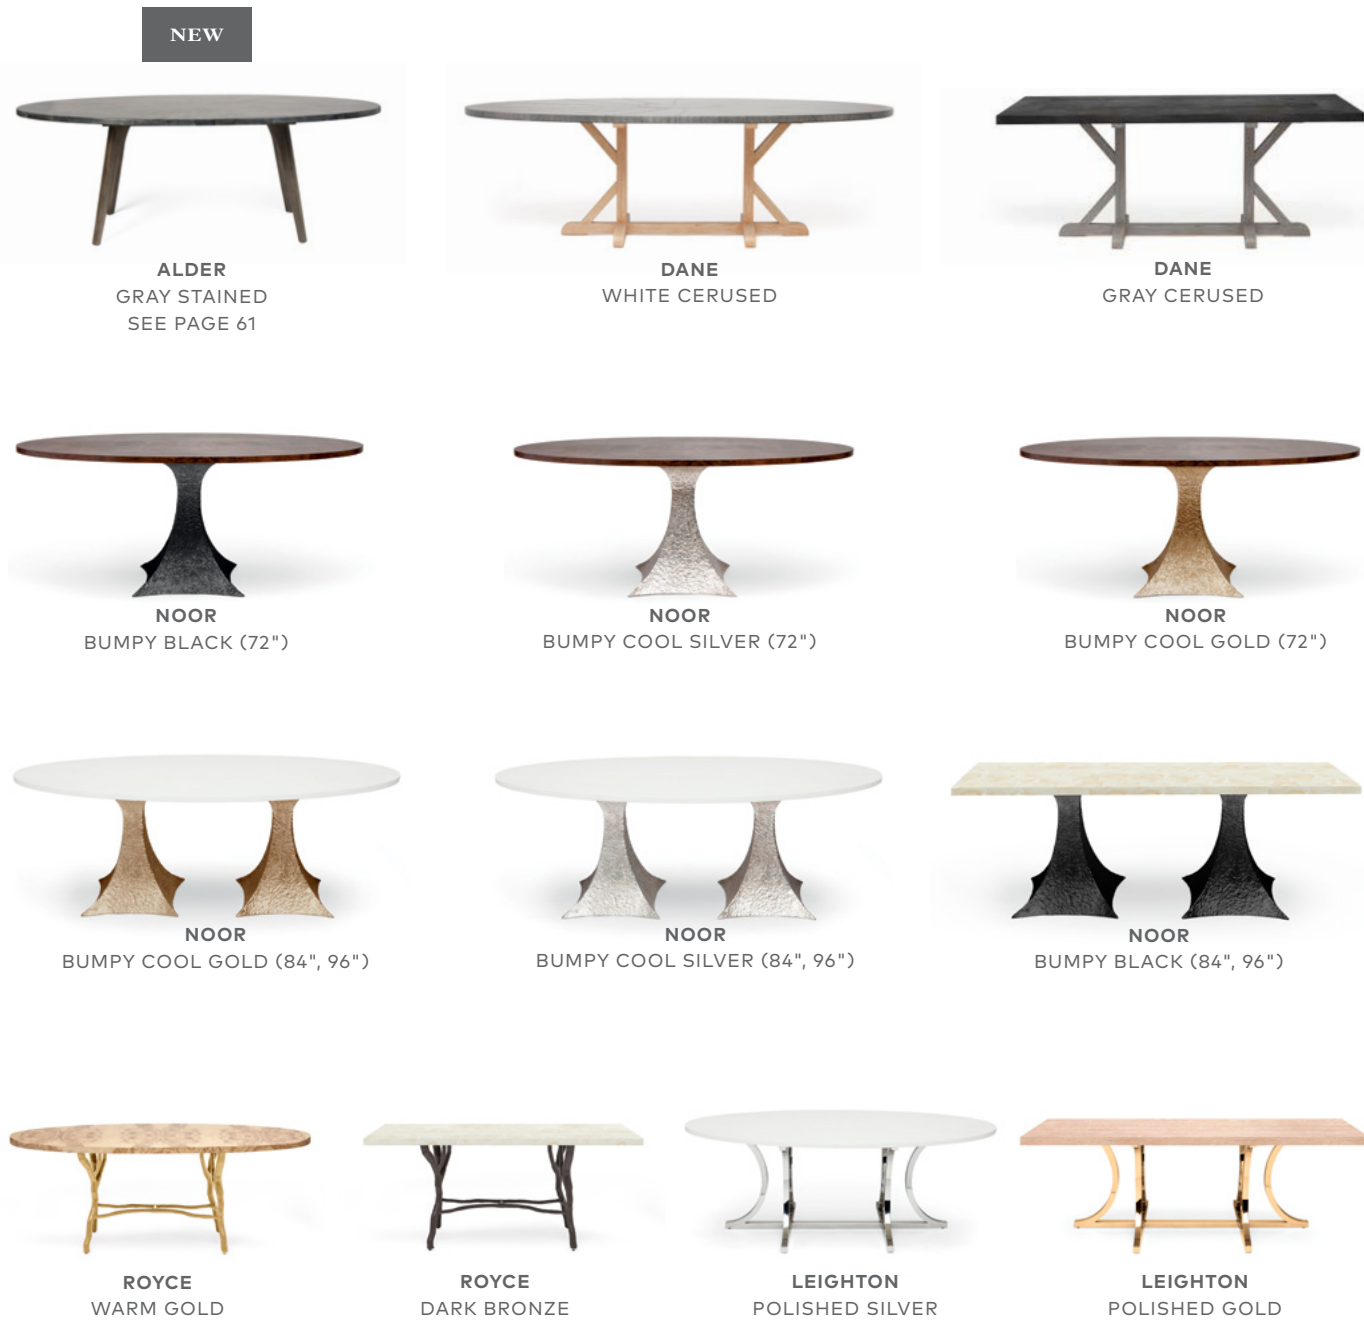 NEW
ALDER
GRAY STAINED
SEE PAGE 61
DANE
WHITE CERUSED
DANE
GRAY CERUSED
NOOR
BUMPY BLACK (72")
NOOR
BUMPY COOL SILVER (72")
NOOR
BUMPY COOL GOLD (72")
NOOR
BUMPY COOL GOLD (84", 96")
NOOR
BUMPY COOL SILVER (84", 96")
NOOR
BUMPY BLACK (84", 96")
ROYCE
WARM GOLD
ROYCE
DARK BRONZE
LEIGHTON
POLISHED SILVER
LEIGHTON
POLISHED GOLD